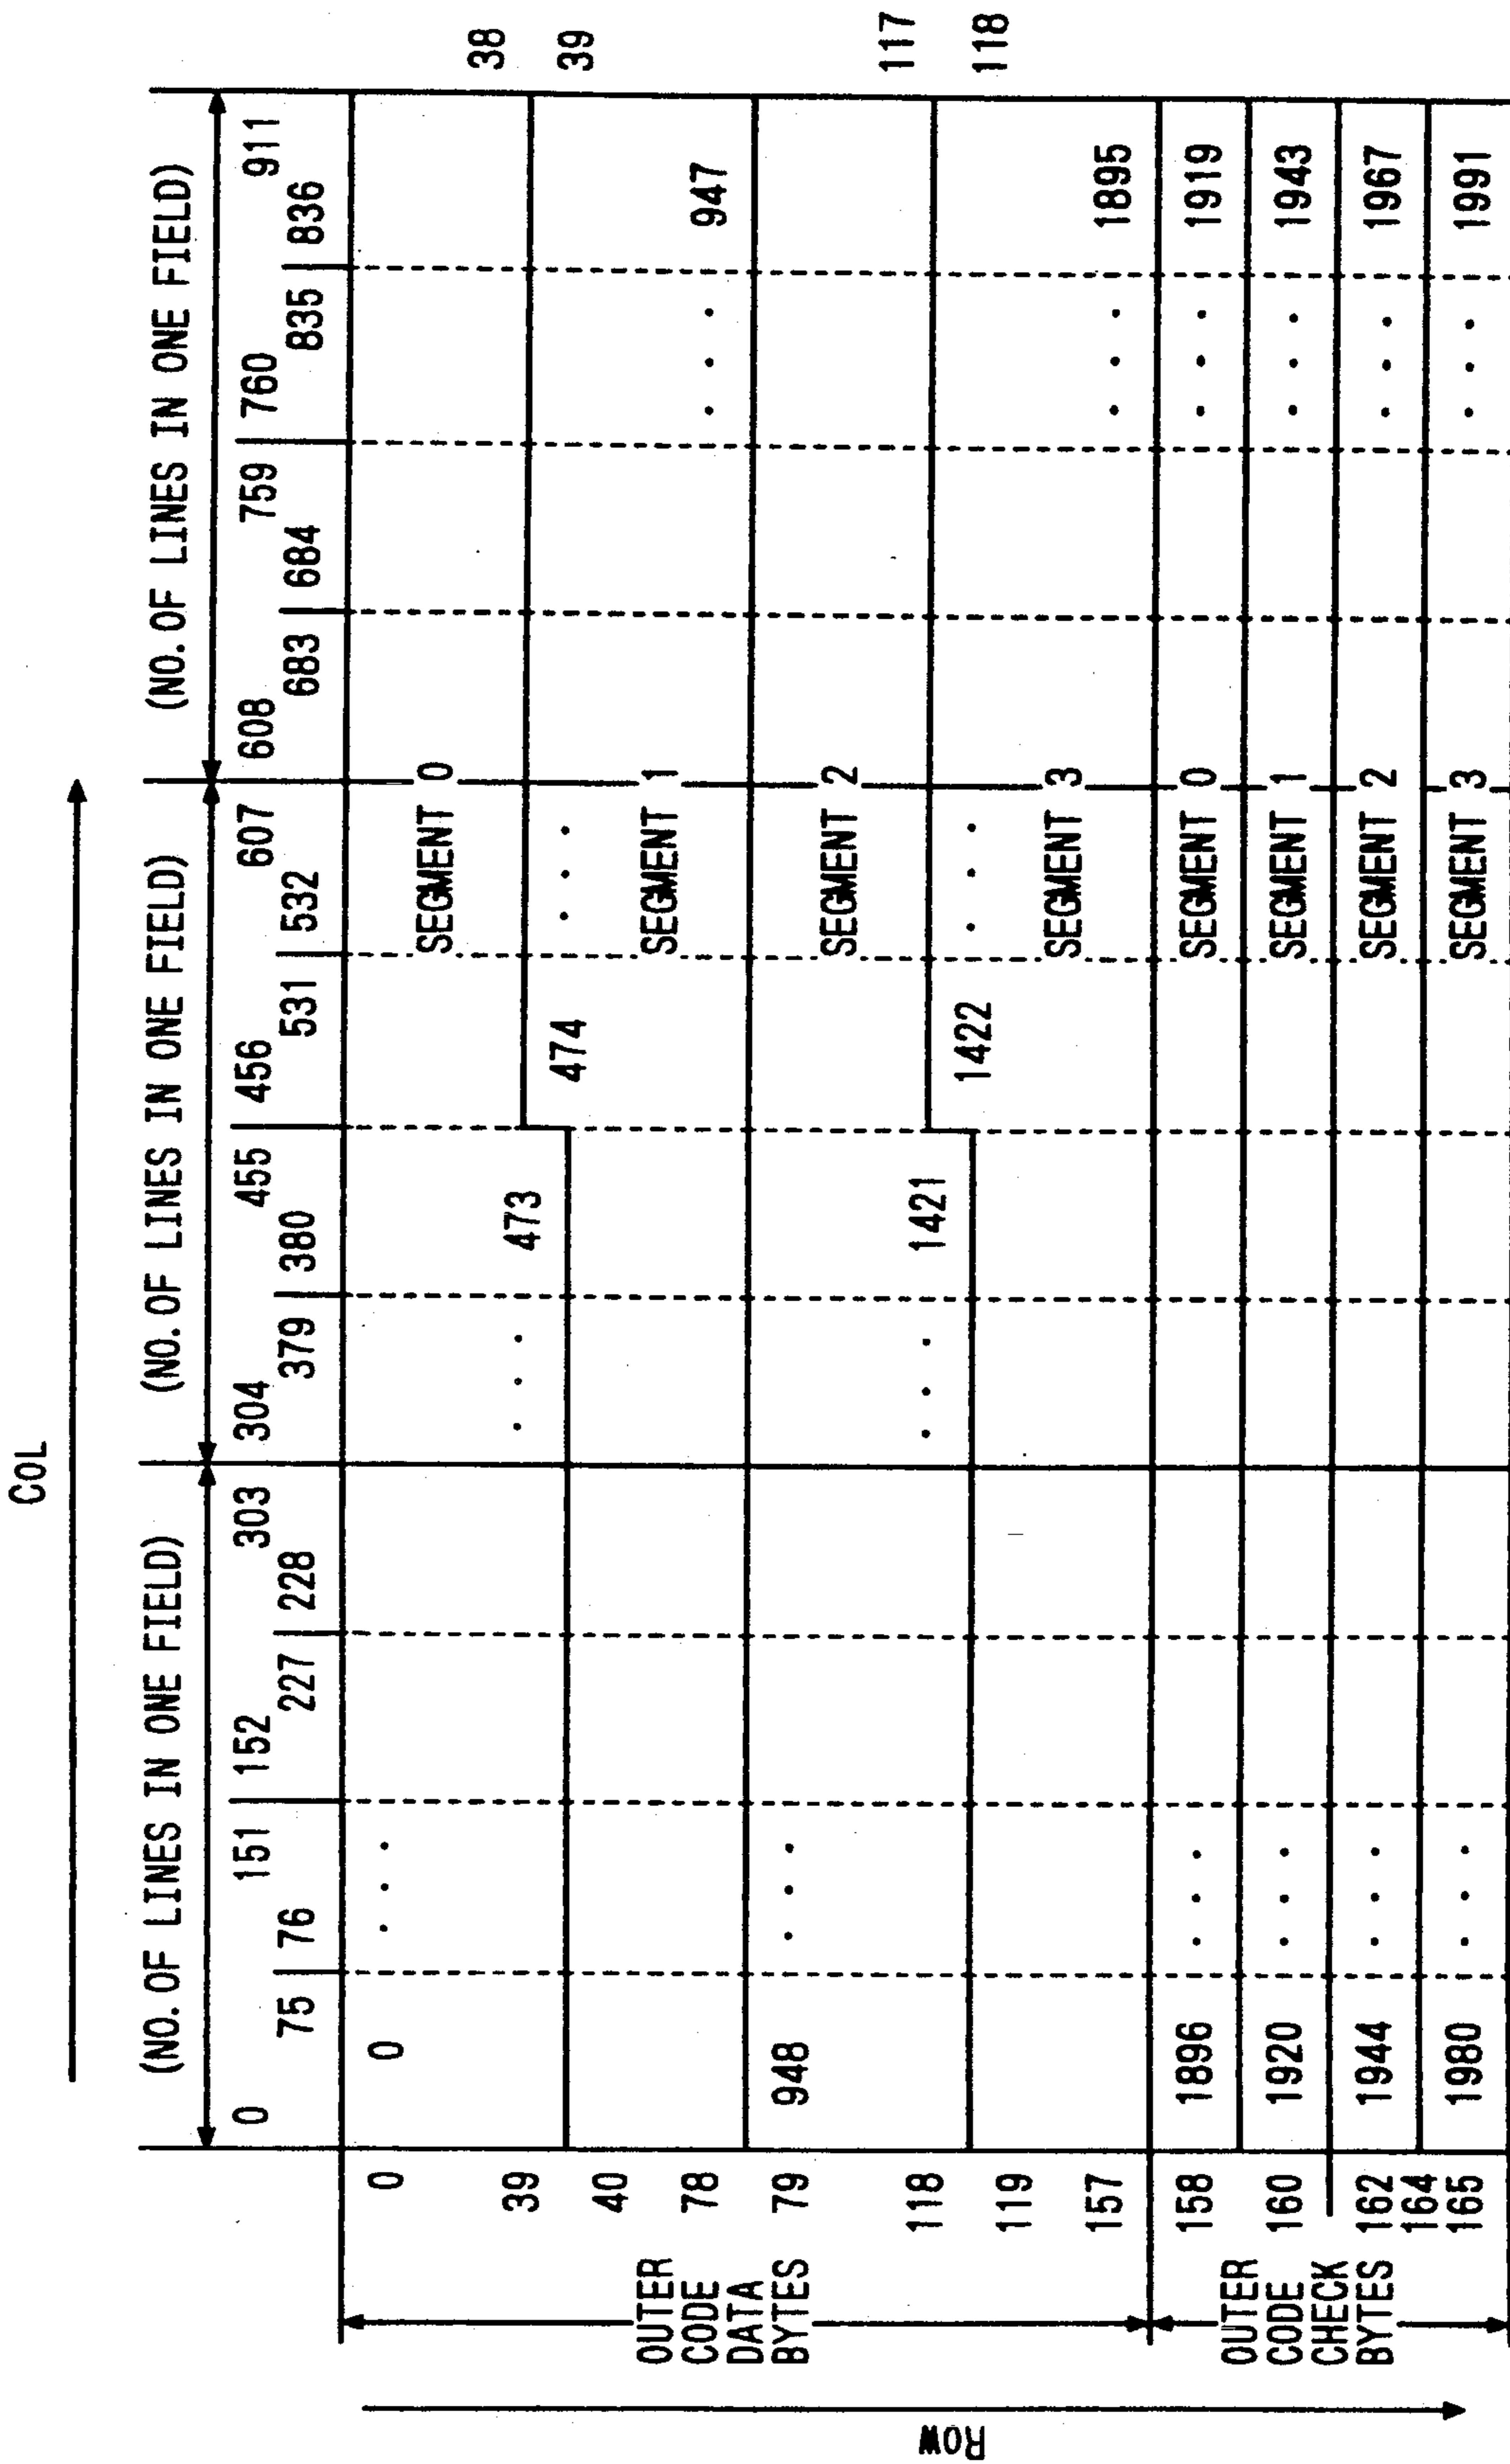 COL
(NO. OF LINES IN ONE FIELD) (NO. OF LINES IN ONE FIELD) (NO. OF LINES IN ONE FIELD)
0 151 152 303 304 455 456 607 608 759 760 911
75 76 227 228 379 380 531 532 683 684 835 836
ROW
OUTER CODE DATA BYTES
0 0 . . . SEGMENT 0
39 . . . 473 38
40 474 . . . 39
SEGMENT 1
78 . . . 947
79 948 . . . SEGMENT 2
118 . . . 1421 117
119 1422 . . . 118
SEGMENT 3
157 . . . 1895
OUTER CODE CHECK BYTES
158 1896 . . . SEGMENT 0 . . . 1919
160 1920 . . . SEGMENT 1 . . . 1943
162 1944 . . . SEGMENT 2 . . . 1967
164
165 1980 . . . SEGMENT 3 . . . 1991